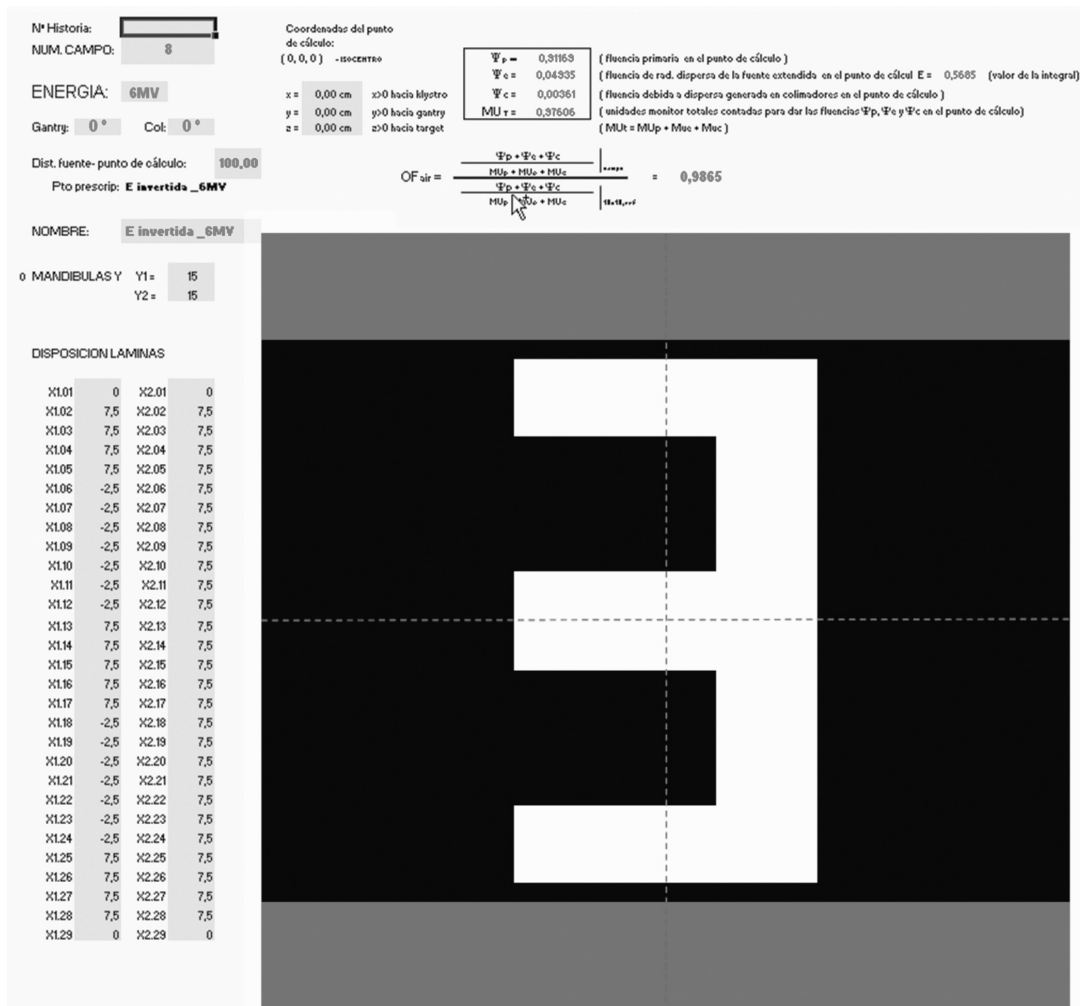 Nº Historia:
NUM. CAMPO: 8
ENERGIA: 6MV
Gantry: 0 º Col: 0 º
Dist. fuente- punto de cálculo: 100,00
Pto prescrip: E invertida _6MV
NOMBRE: E invertida _6MV
0 MANDIBULAS Y Y1 = 15
Y2 = 15
Coordenadas del punto
de cálculo:
( 0, 0, 0 ) - ISOCENTRO
x = 0,00 cm x>0 hacia klystro
y = 0,00 cm y>0 hacia gantry
z = 0,00 cm z>0 hacia target
Ψp = 0,91169 ( fluencia primaria en el punto de cálculo )
Ψe = 0,04935 ( fluencia de rad. dispersa de la fuente extendida en el punto de cálcul E = 0,5685 (valor de la integral)
Ψc = 0,00361 ( fluencia debida a dispersa generada en colimadores en el punto de cálculo )
MU T = 0,97606 ( unidades monitor totales contadas para dar las fluencias Ψp, Ψe y Ψc en el punto de cálculo)
( MUt = MUp + Mue + Muc )
Ψp + Ψe + Ψc
MUp + MUe + MUc
OF air = = 0,9865
Ψp + Ψe + Ψc
MUp + MUe + MUc
DISPOSICION LAMINAS
X1.01 0 X2.01 0
X1.02 7,5 X2.02 7,5
X1.03 7,5 X2.03 7,5
X1.04 7,5 X2.04 7,5
X1.05 7,5 X2.05 7,5
X1.06 -2,5 X2.06 7,5
X1.07 -2,5 X2.07 7,5
X1.08 -2,5 X2.08 7,5
X1.09 -2,5 X2.09 7,5
X1.10 -2,5 X2.10 7,5
X1.11 -2,5 X2.11 7,5
X1.12 -2,5 X2.12 7,5
X1.13 7,5 X2.13 7,5
X1.14 7,5 X2.14 7,5
X1.15 7,5 X2.15 7,5
X1.16 7,5 X2.16 7,5
X1.17 7,5 X2.17 7,5
X1.18 -2,5 X2.18 7,5
X1.19 -2,5 X2.19 7,5
X1.20 -2,5 X2.20 7,5
X1.21 -2,5 X2.21 7,5
X1.22 -2,5 X2.22 7,5
X1.23 -2,5 X2.23 7,5
X1.24 -2,5 X2.24 7,5
X1.25 7,5 X2.25 7,5
X1.26 7,5 X2.26 7,5
X1.27 7,5 X2.27 7,5
X1.28 7,5 X2.28 7,5
X1.29 0 X2.29 0